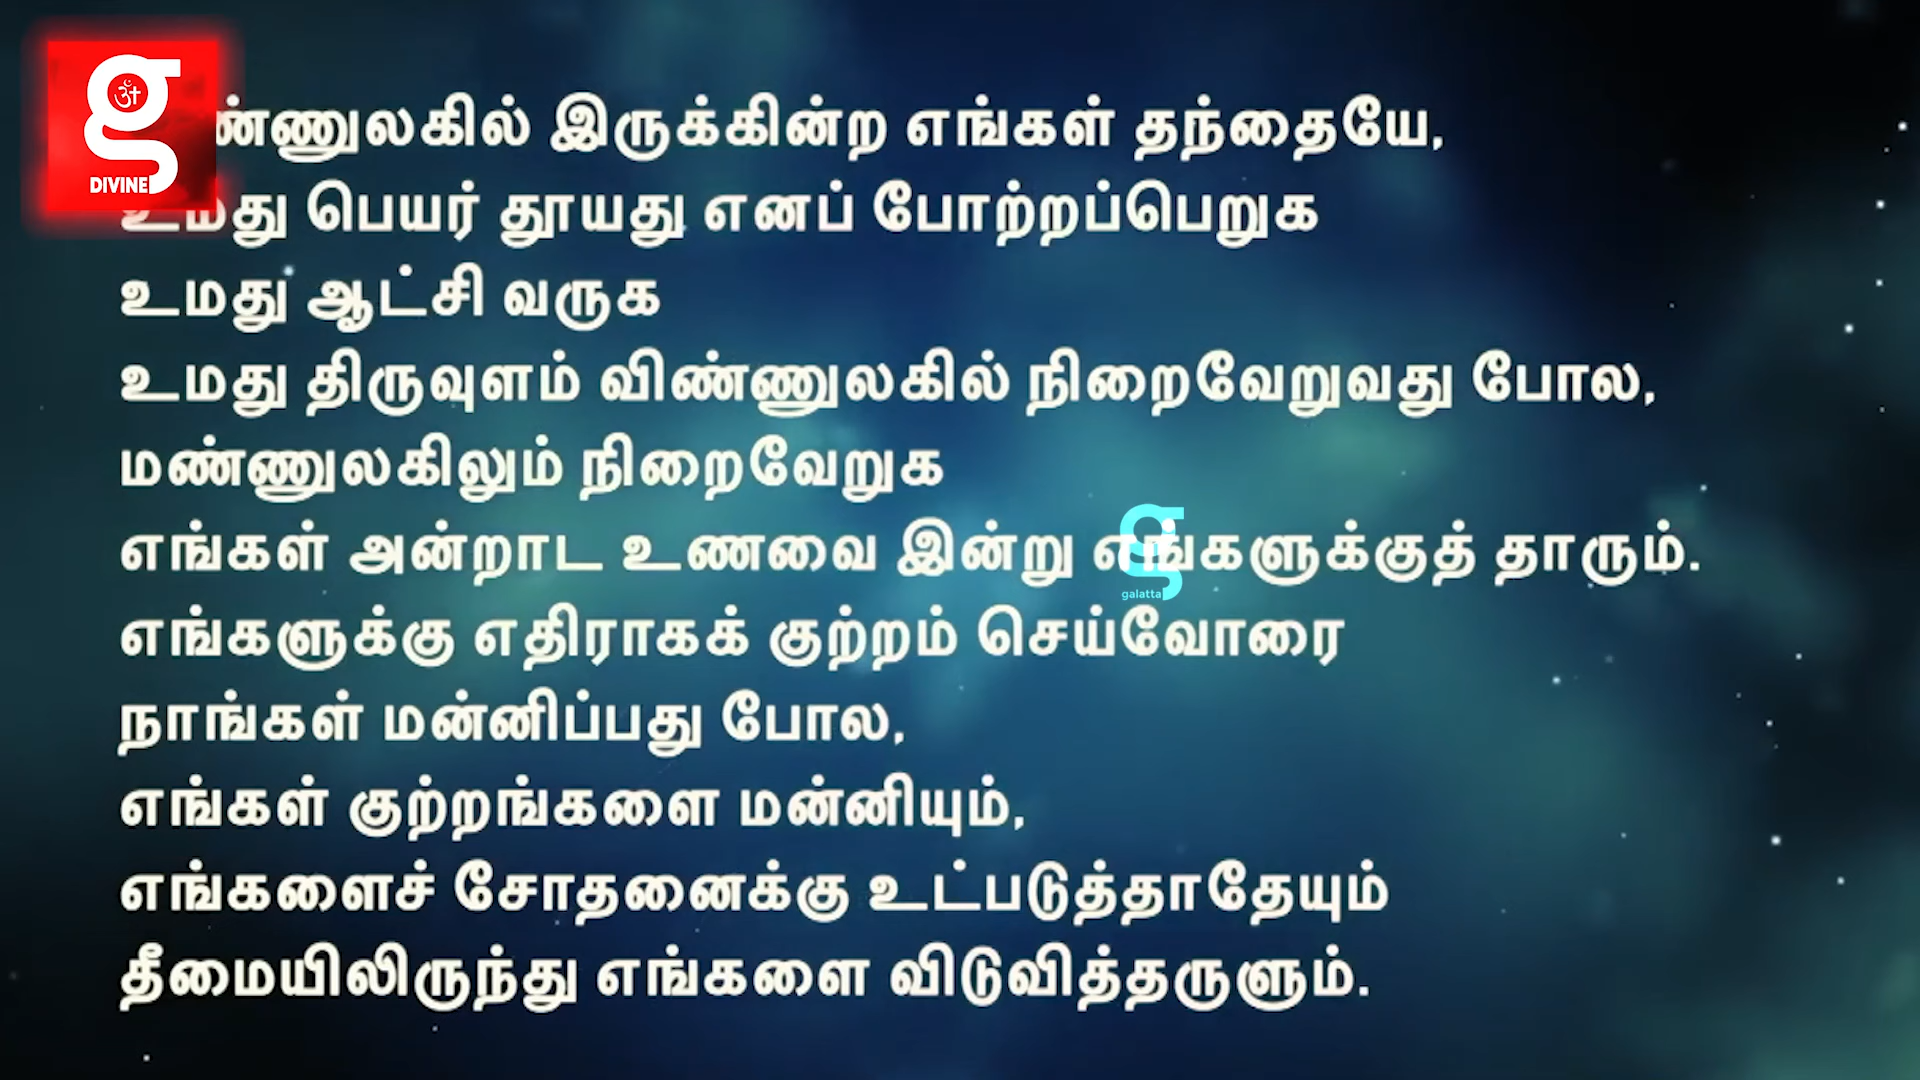 DIVINE
இருக்கின்ற எங்கள் தந்தையே,
உமது பெயர் தூயது எனப் போற்றப்பெறுக
உமது ஆட்சி வருக
உமது திருவுளம் விண்ணுலகில் நிறைவேறுவது போல,
மண்ணுலகிலும் நிறைவேறுக
எங்கள் அன்றாட உணவை இன்று எங்களுக்குத் தாரும்.
galatta
எங்களுக்கு எதிராகக் குற்றம் செய்வோரை
நாங்கள் மன்னிப்பது போல,
எங்கள் குற்றங்களை மன்னியும்,
எங்களைச் சோதனைக்கு உட்படுத்தாதேயும்
தீமையிலிருந்து எங்களை விடுவித்தருளும்.